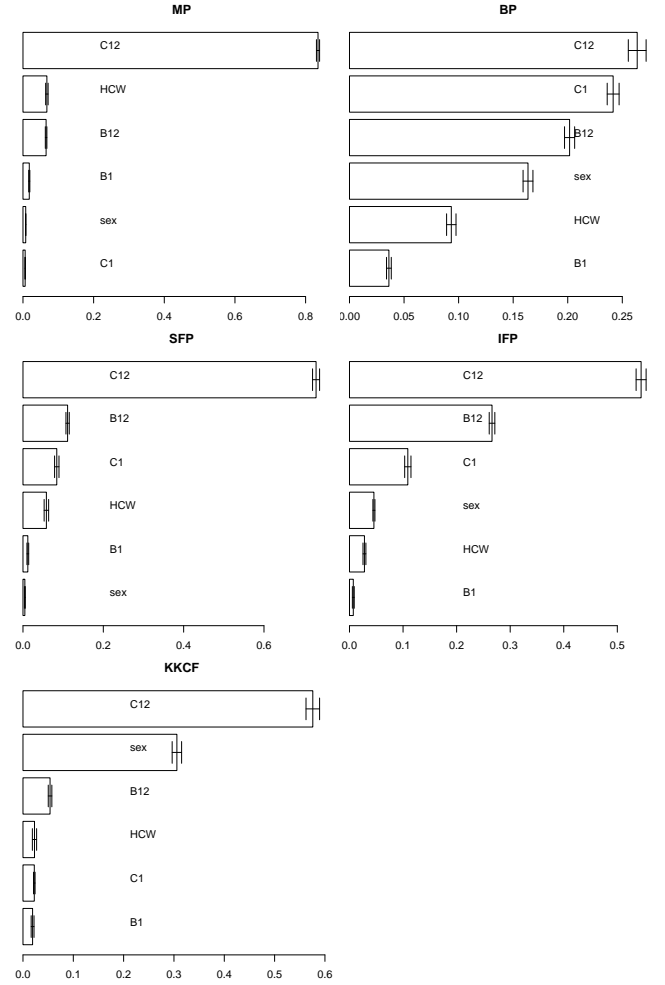 MP
C12
HCW
B12
B1
sex
C1
0.0 0.2 0.4 0.6 0.8
BP
C12
C1
B12
sex
HCW
B1
0.00 0.05 0.10 0.15 0.20 0.25
SFP
C12
B12
C1
HCW
B1
sex
0.0 0.2 0.4 0.6
IFP
C12
B12
C1
sex
HCW
B1
0.0 0.1 0.2 0.3 0.4 0.5
KKCF
C12
sex
B12
HCW
C1
B1
0.0 0.1 0.2 0.3 0.4 0.5 0.6